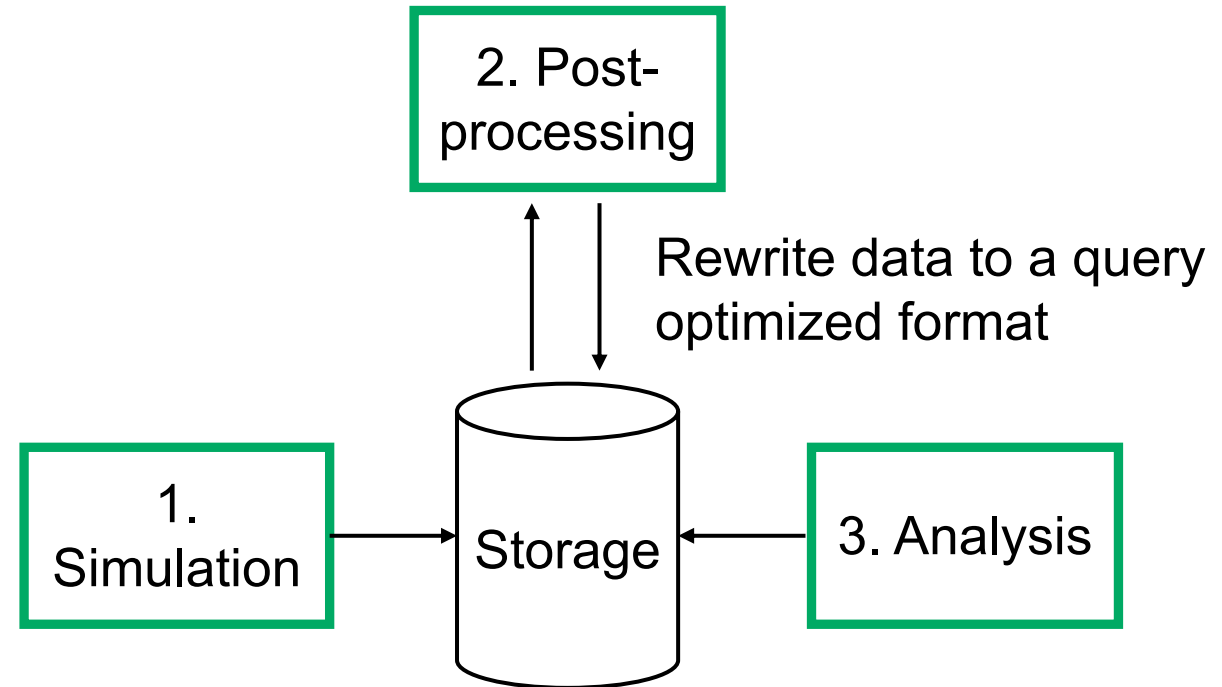 2. Post-
processing
Rewrite data to a query
optimized format
1.
Simulation
Storage
3. Analysis